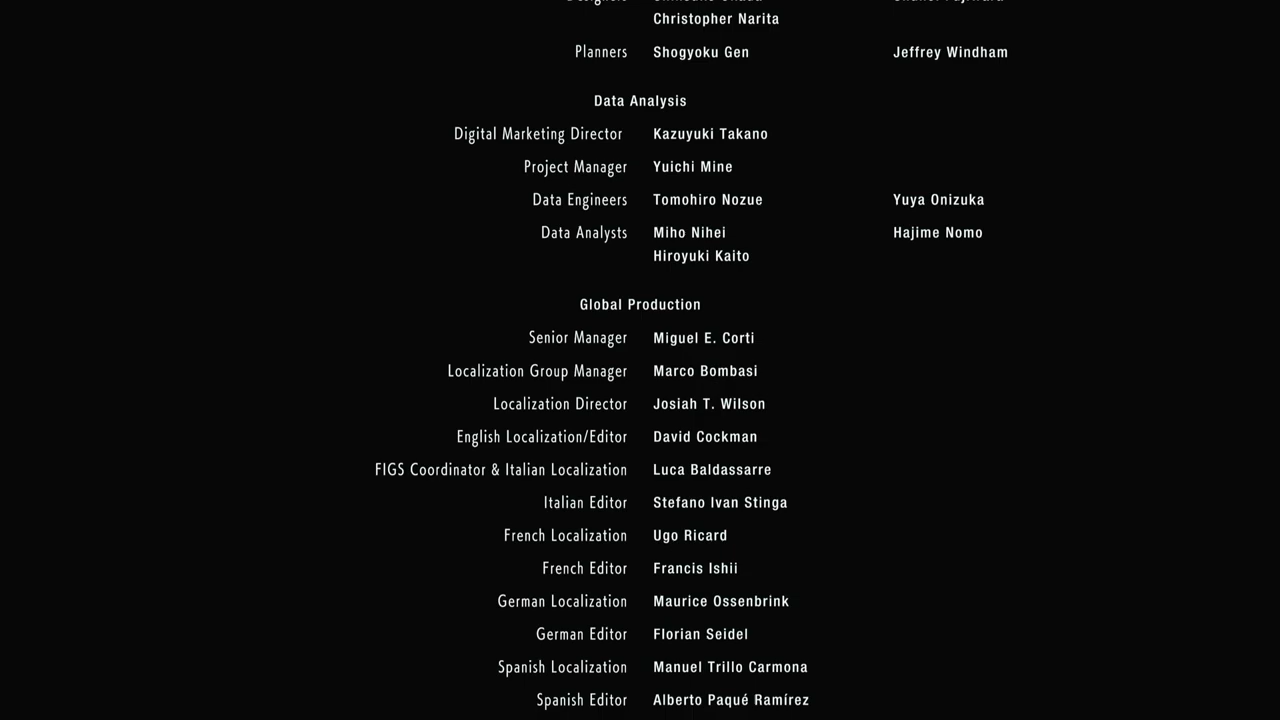 Christopher Narita
Planners Shogyoku Gen Jeffrey Windham
Data Analysis
Digital Marketing Director Kazuyuki Takano
Project Manager Yuichi Mine
Data Engineers Tomohiro Nozue Yuya Onizuka
Data Analysts Miho Nihei Hajime Nomo
Hiroyuki Kaito
Global Production
Senior Manager Miguel E. Corti
Localization Group Manager Marco Bombasi
Localization Director Josiah T. Wilson
English Localization/Editor David Cockman
FIGS Coordinator & Italian Localization Luca Baldassarre
Italian Editor Stefano Ivan Stinga
French Localization Ugo Ricard
French Editor Francis Ishii
German Localization Maurice Ossenbrink
German Editor Florian Seidel
Spanish Localization Manuel Trillo Carmona
Spanish Editor Alberto Paqué Ramírez